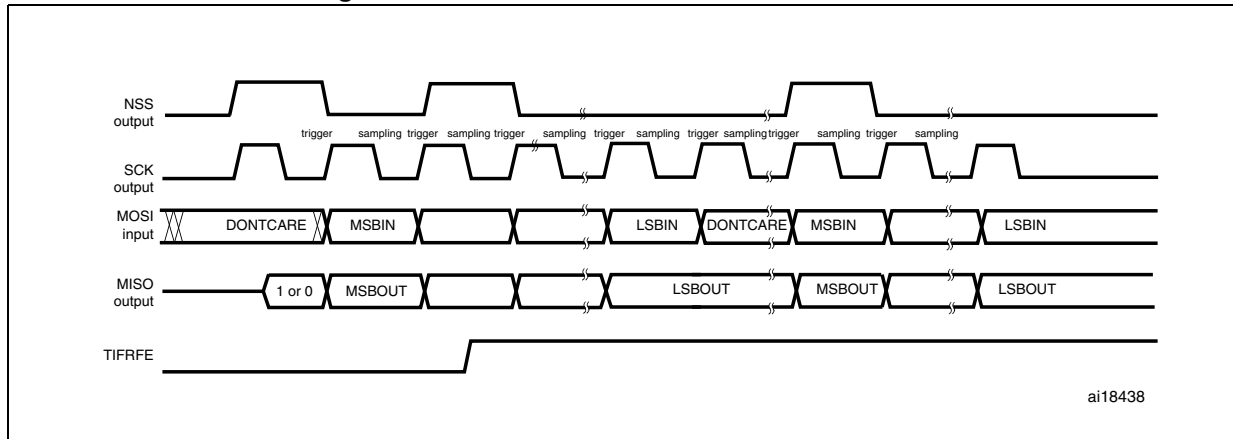 NSS
output
trigger sampling trigger sampling trigger sampling trigger sampling trigger sampling trigger sampling trigger sampling
SCK
output
MOSI
input
DONTCARE MSBIN LSBIN DONTCARE MSBIN LSBIN
MISO
output
1 or 0 MSBOUT LSBOUT MSBOUT LSBOUT
TIFRFE
ai18438